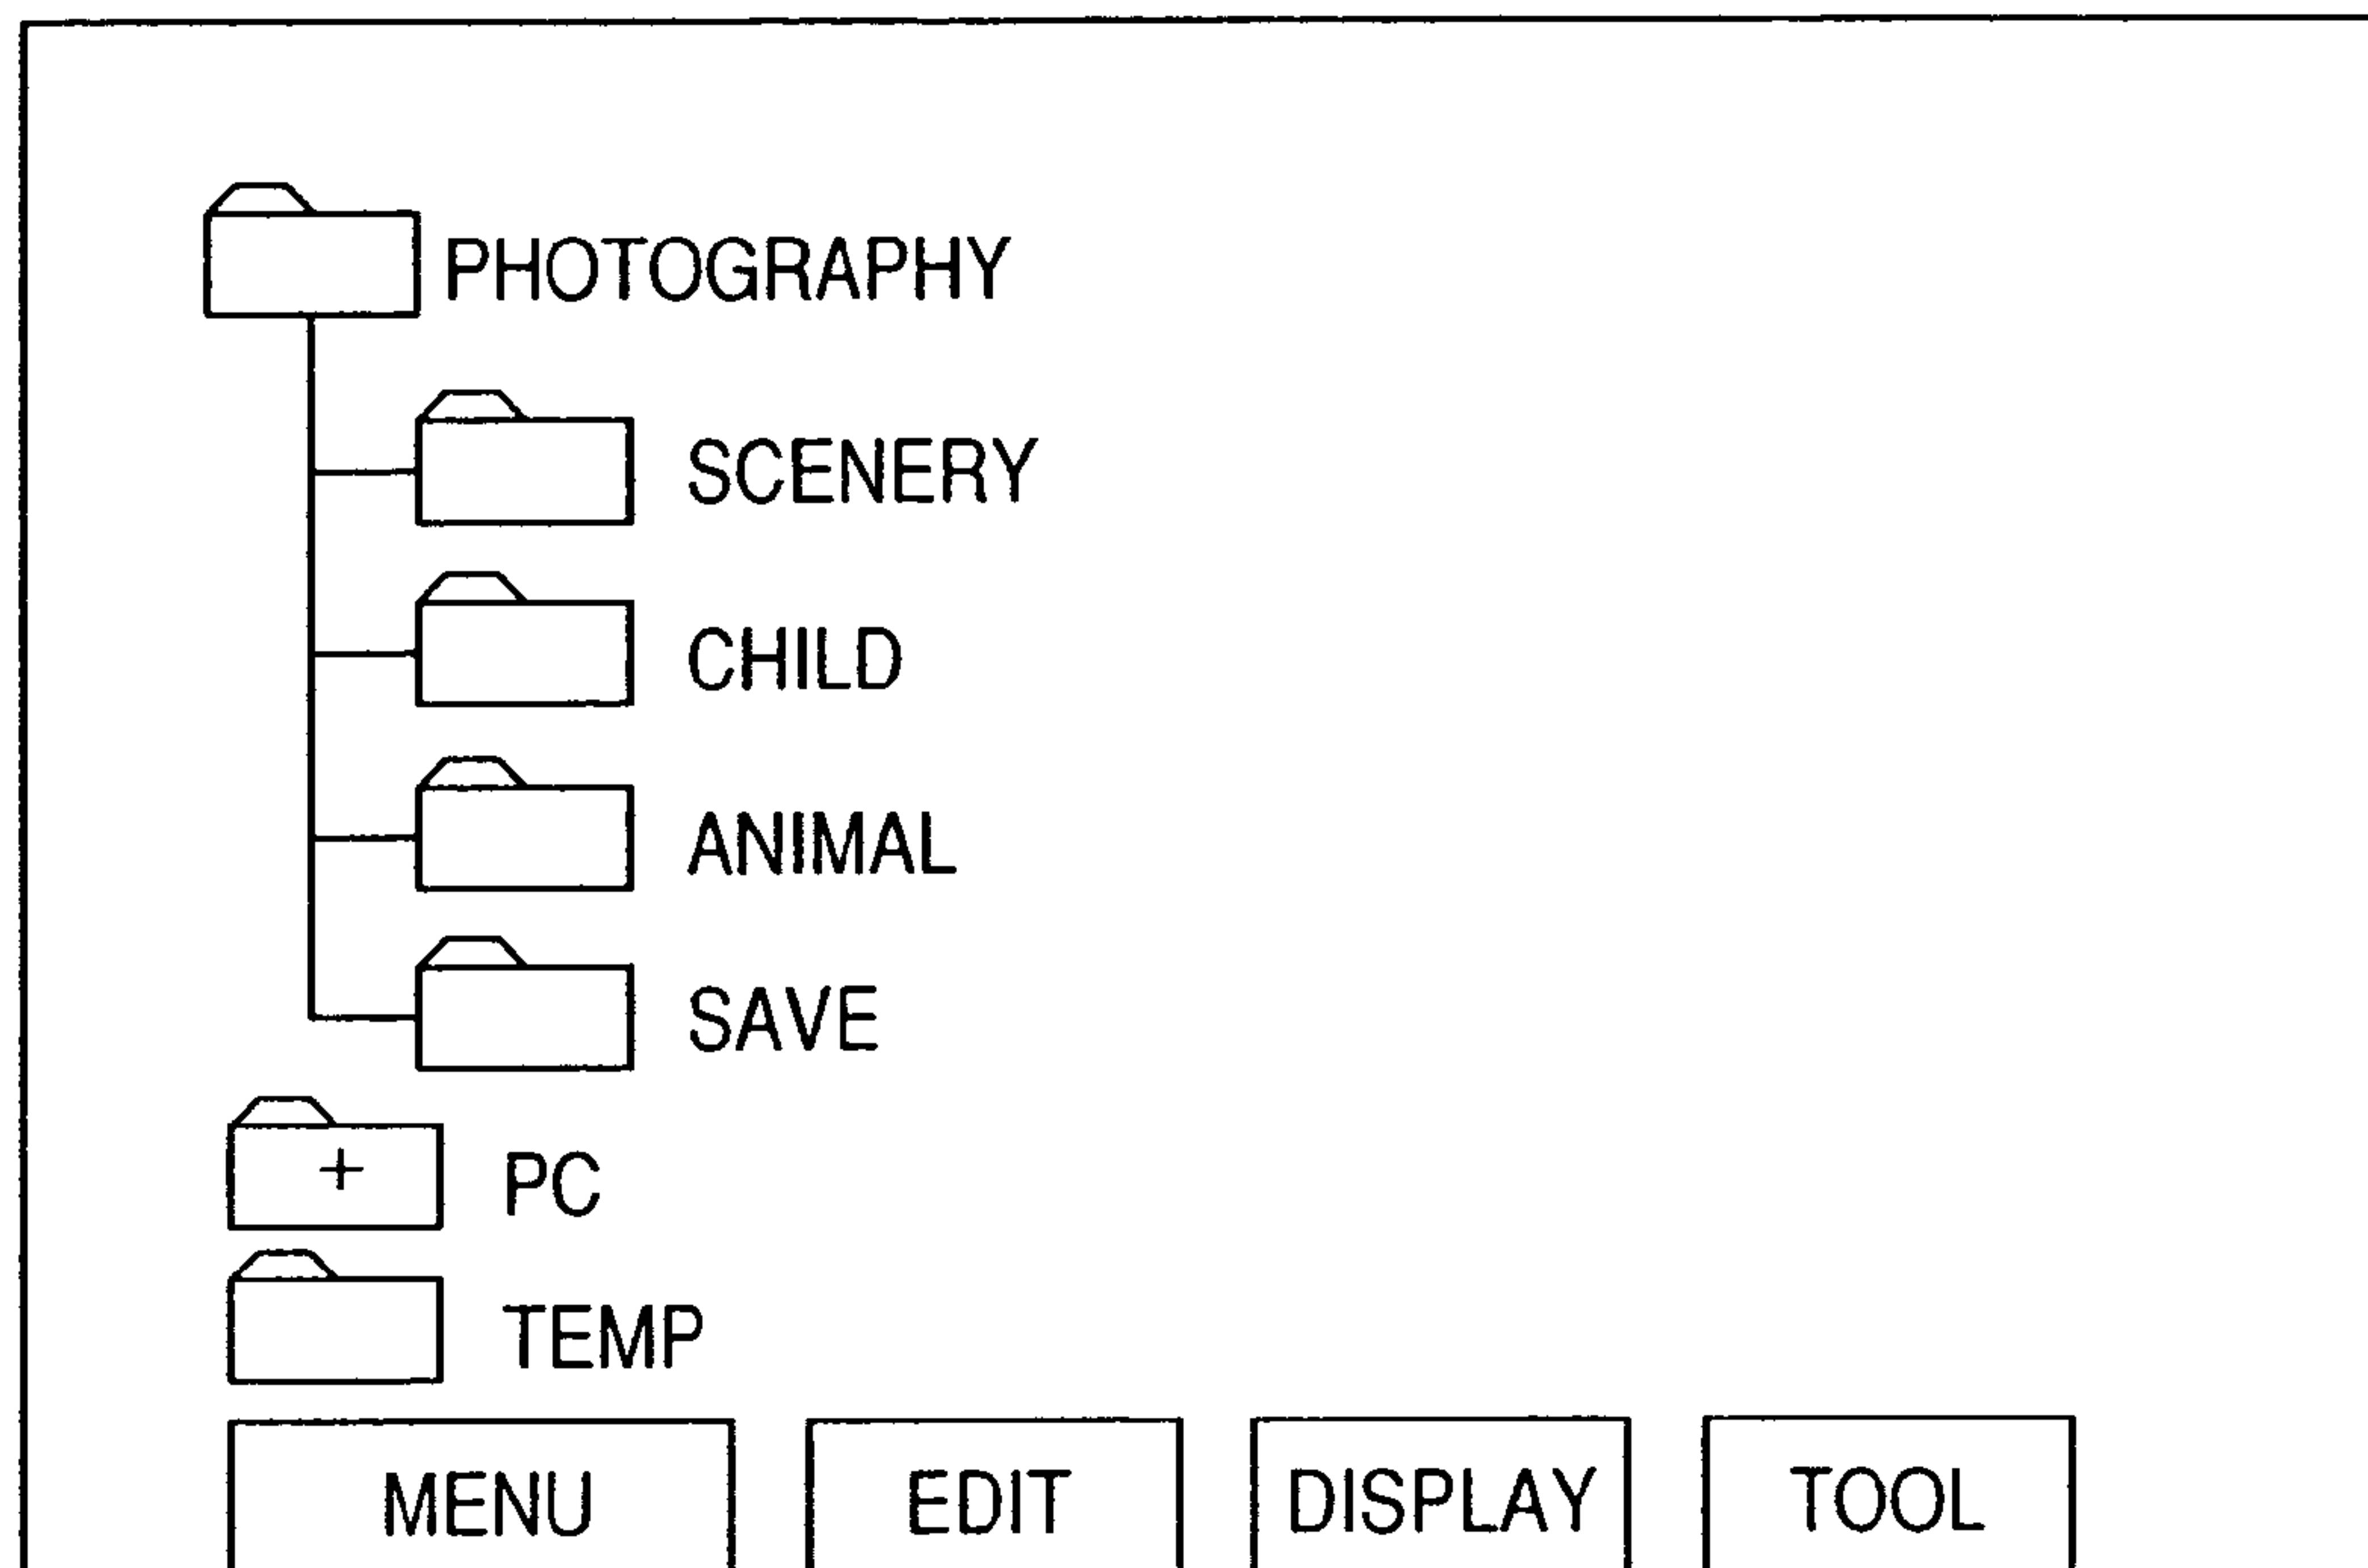 PHOTOGRAPHY
SCENERY
CHILD
ANIMAL
SAVE
+ PC
TEMP
MENU EDIT DISPLAY TOOL